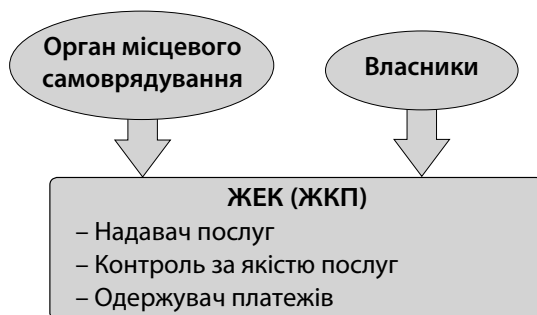 Орган місцевого
самоврядування
Власники
ЖЕК (ЖКП)
– Надавач послуг
– Контроль за якістю послуг
– Одержувач платежів